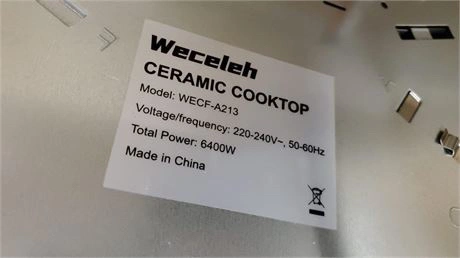 Weceleh
CERAMIC COOKTOP
Model: WECF-A213
Voltage/frequency: 220-240V~, 50-60Hz
Total Power: 6400W
Made in China